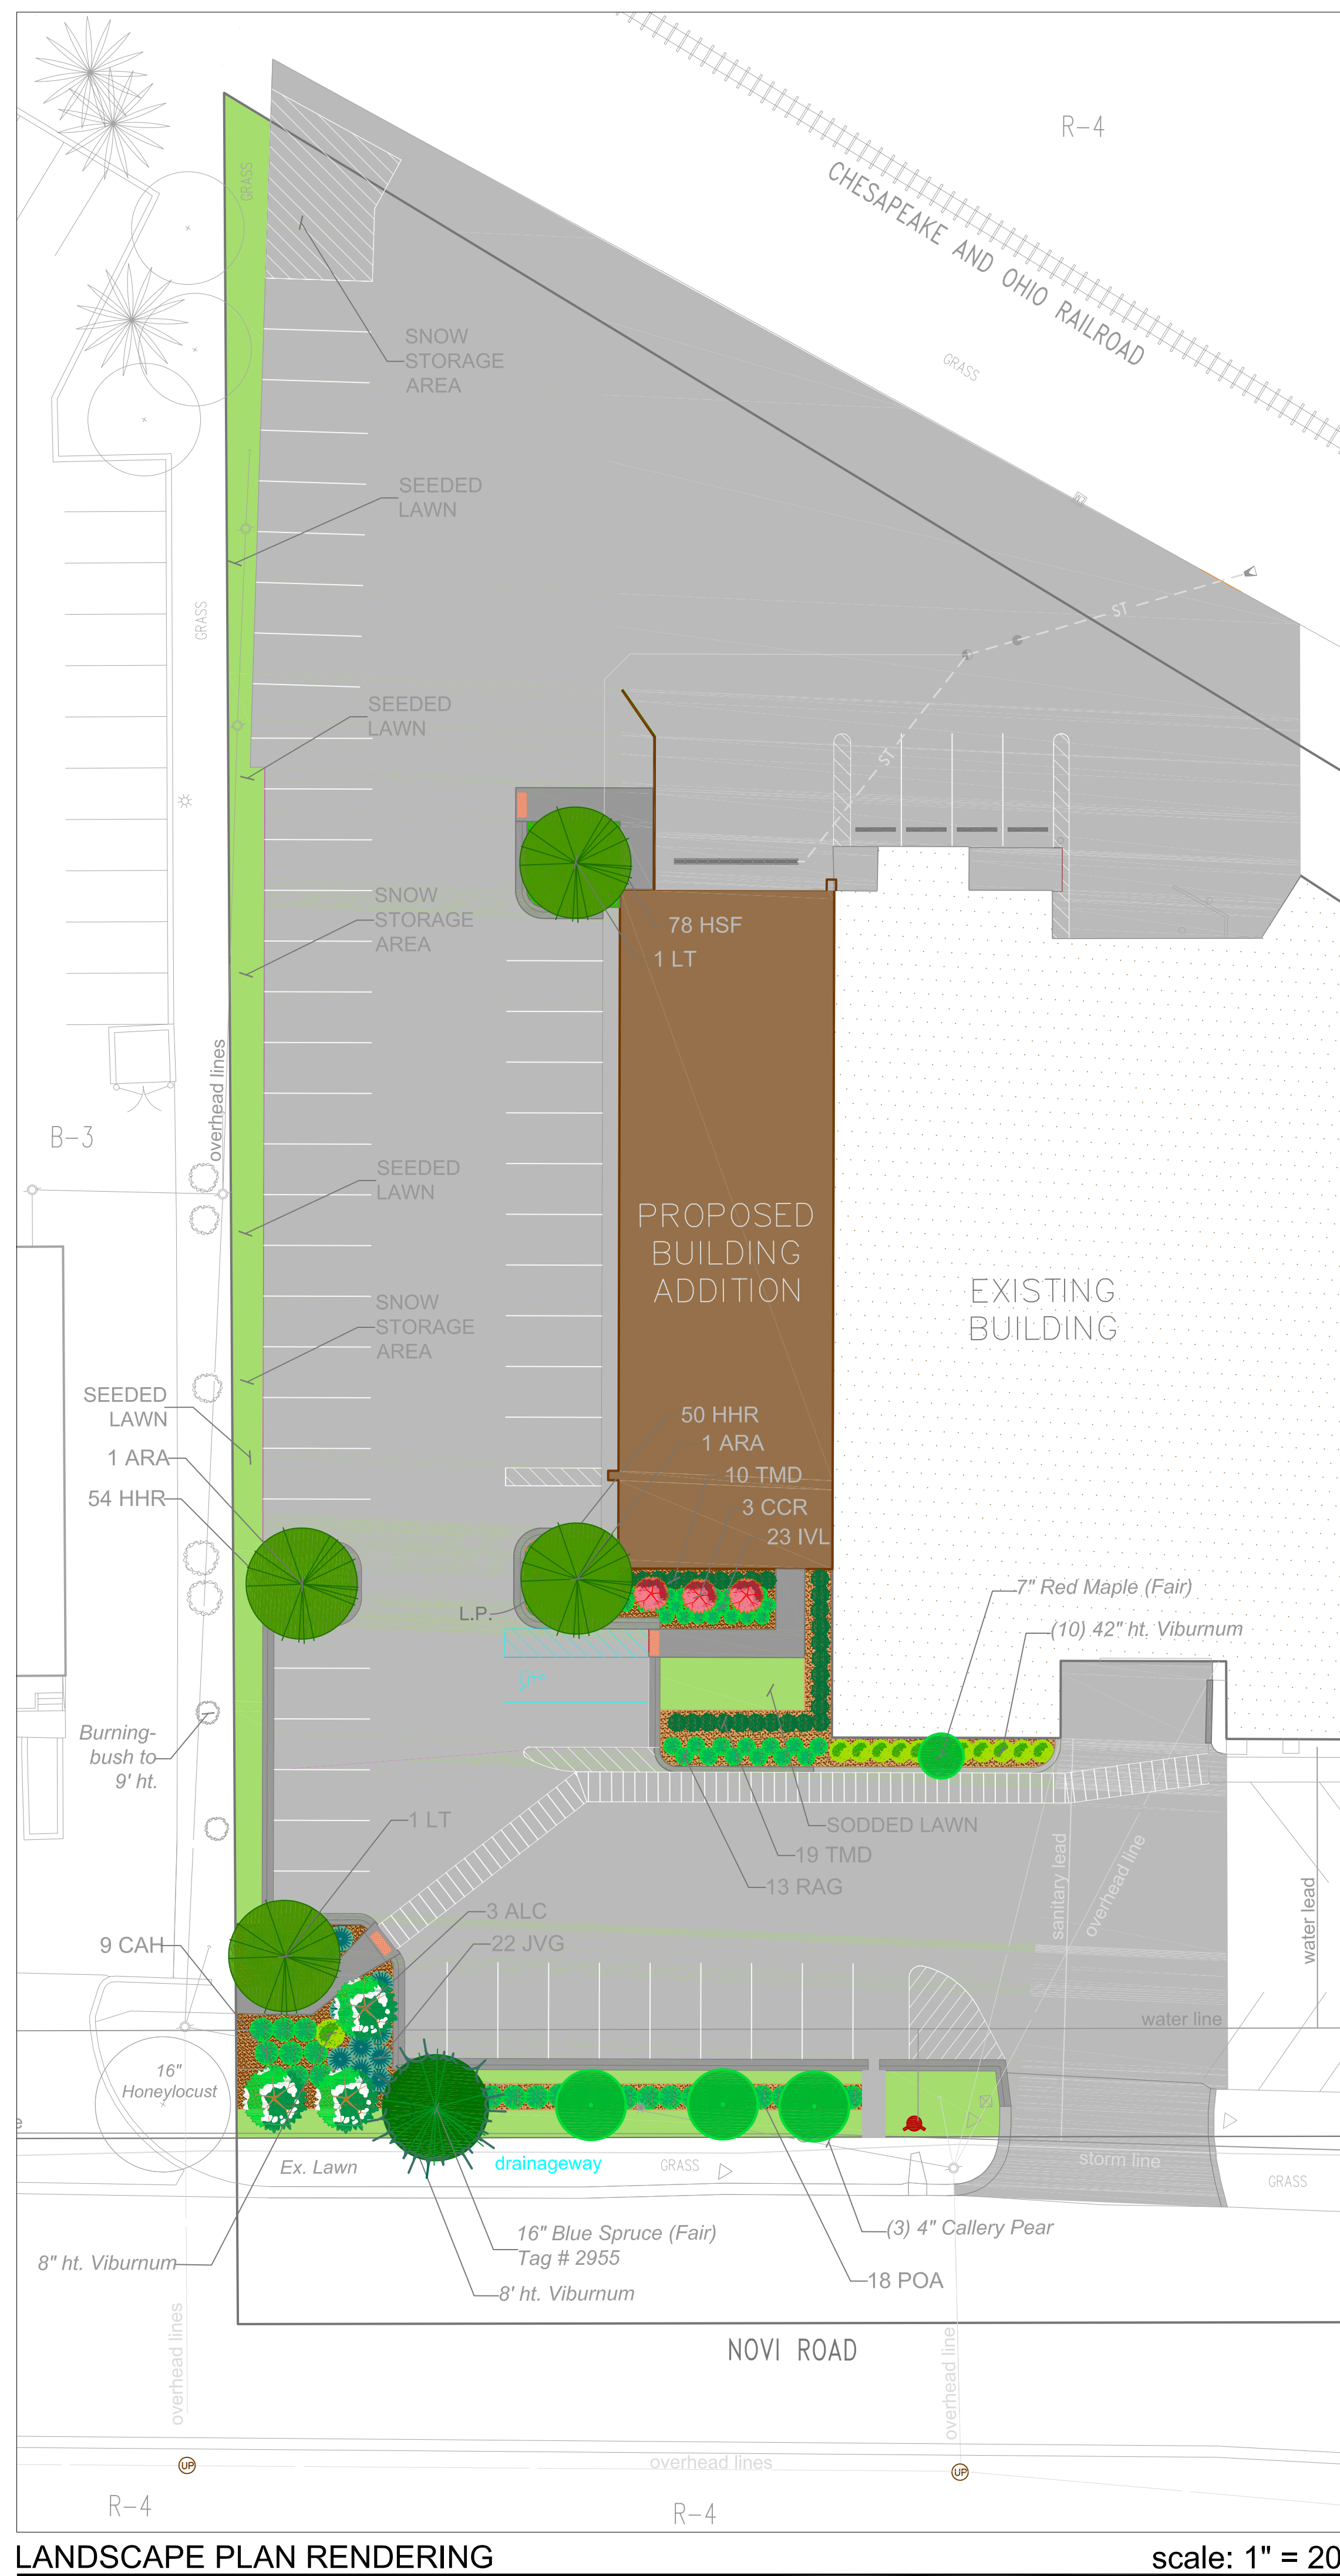 R-4
CHESAPEAKE AND OHIO RAILROAD
GRASS
GRASS
SNOW
STORAGE
AREA
SEEDED
LAWN
GRASS
ST
SEEDED
LAWN
ST
SNOW
STORAGE
AREA
78 HSF
1 LT
overhead lines
B-3
SEEDED
LAWN
PROPOSED
BUILDING
ADDITION
EXISTING
BUILDING
SNOW
STORAGE
AREA
SEEDED
LAWN
1 ARA
54 HHR
50 HHR
1 ARA
10 TMD
3 CCR
23 IVL
L.P.
7" Red Maple (Fair)
(10) 42" ht. Viburnum
Burning-
bush to
9' ht.
1 LT
SODDED LAWN
19 TMD
13 RAG
sanitary lead
overhead line
water lead
3 ALC
22 JVG
9 CAH
water line
16"
Honeylocust
Ex. Lawn
drainageway
GRASS
storm line
GRASS
8" ht. Viburnum
16" Blue Spruce (Fair)
Tag # 2955
8' ht. Viburnum
(3) 4" Callery Pear
18 POA
overhead lines
overhead line
NOVI ROAD
overhead lines
UP
UP
R-4
R-4
LANDSCAPE PLAN RENDERING
scale: 1" = 20